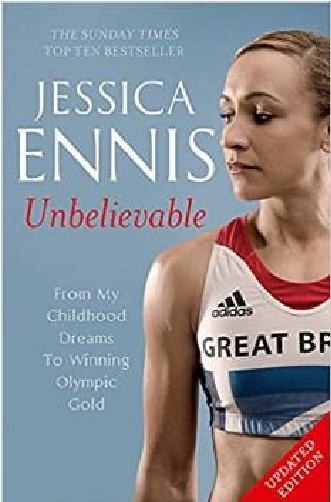 THE SUNDAY TIMES
TOP TEN BESTSELLER
JESSICA
ENNIS
Unbelievable
From My
Childhood
Dreams
To Winning
Olympic
Gold
adidas
GREAT BR
UPDATED
EDITION